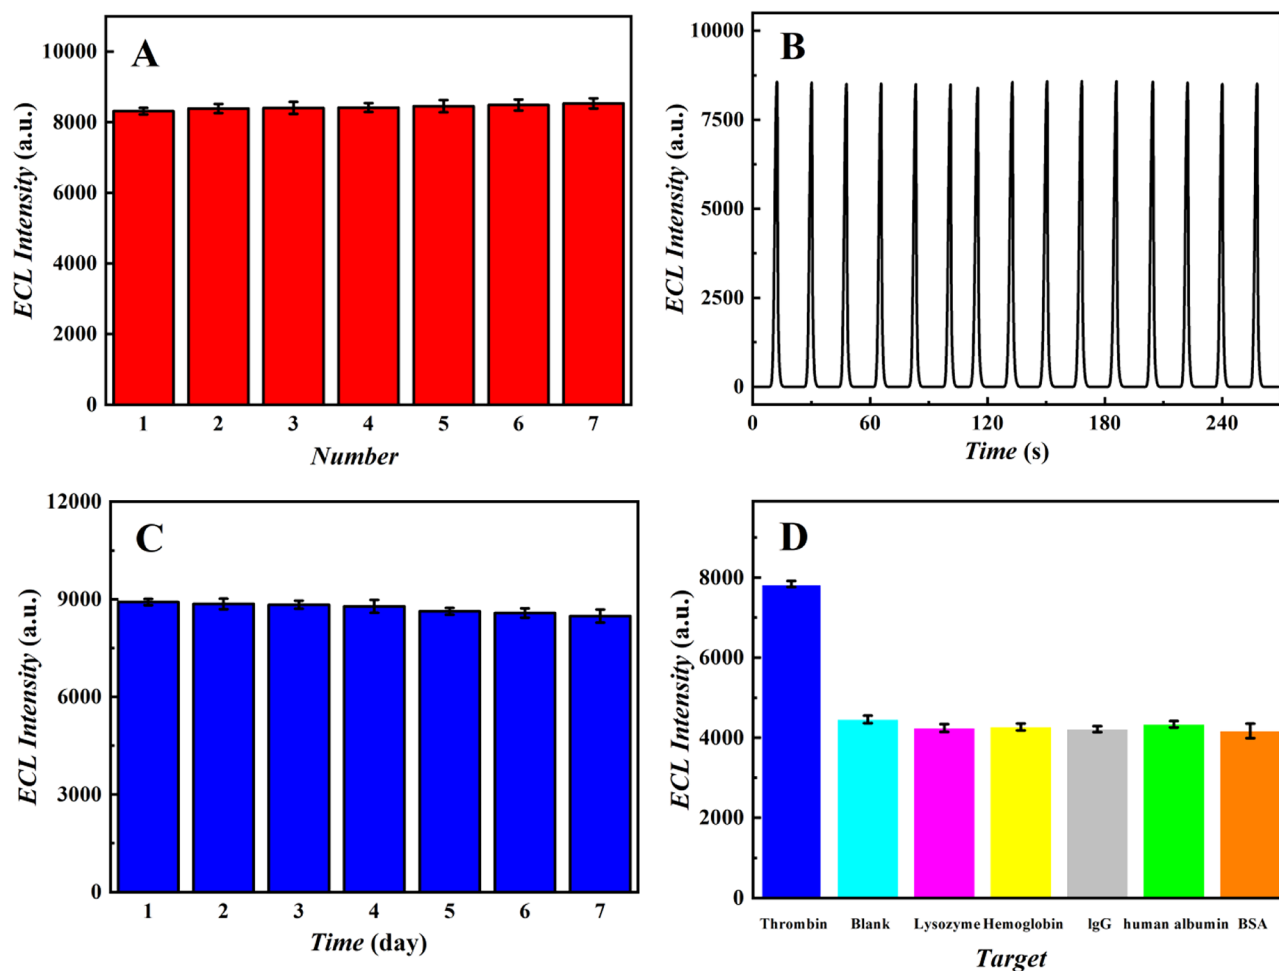 A
ECL Intensity (a.u.)
10000
8000
6000
4000
2000
0
1 2 3 4 5 6 7
Number
B
ECL Intensity (a.u.)
10000
7500
5000
2500
0
0 60 120 180 240
Time (s)
C
ECL Intensity (a.u.)
12000
9000
6000
3000
0
1 2 3 4 5 6 7
Time (day)
D
ECL Intensity (a.u.)
8000
6000
4000
2000
0
Thrombin Blank Lysozyme Hemoglobin IgG human albumin BSA
Target